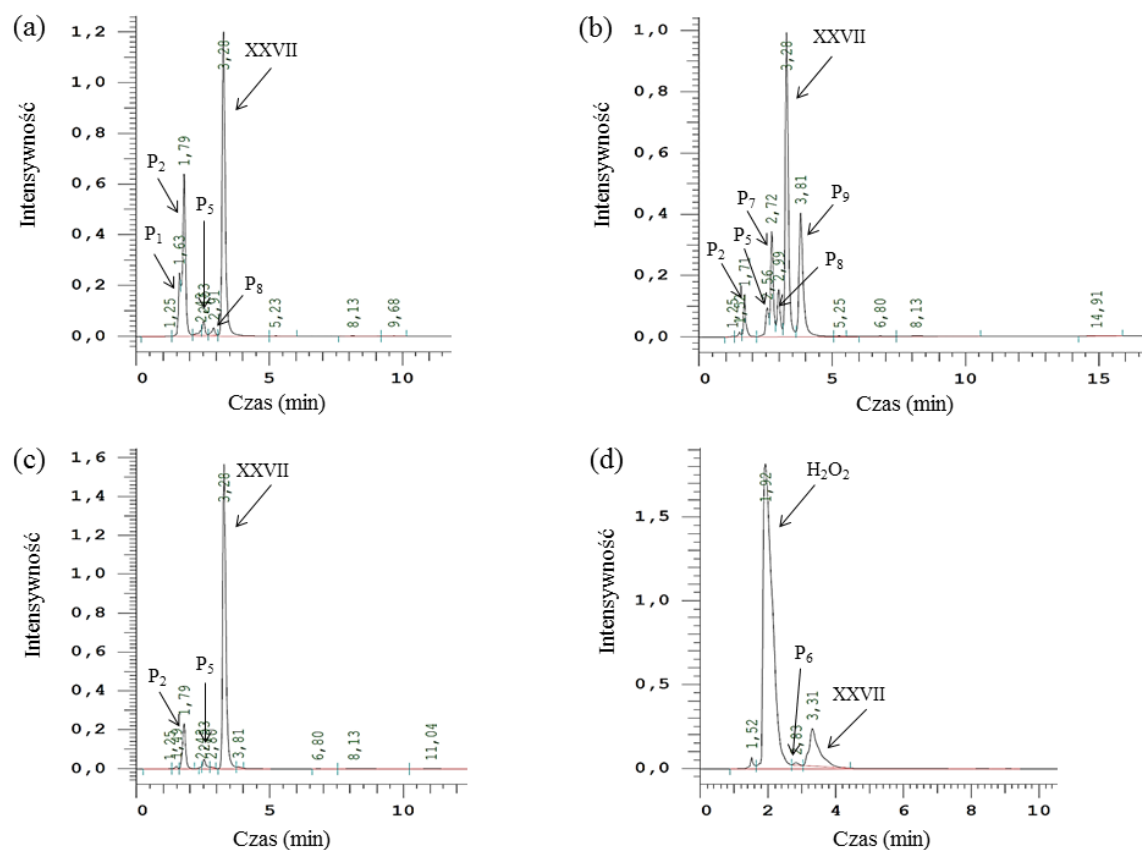 (a)
Intensywność
1,2
1,0
0,8
0,6
0,4
0,2
0,0
XXVII
P2
P1
P5
P8
1,25
1,63
1,79
2,91
3,28
5,23
8,13
9,68
0
5
10
Czas (min)
(b)
Intensywność
1,0
0,8
0,6
0,4
0,2
0,0
XXVII
P7
P5
P2
P9
P8
1,25
1,71
2,56
2,72
2,99
3,28
3,81
5,25
6,80
8,13
14,91
0
5
10
15
Czas (min)
(c)
Intensywność
1,6
1,4
1,2
1,0
0,8
0,6
0,4
0,2
0,0
XXVII
P2
P5
1,25
1,79
3,28
3,81
6,80
8,13
11,04
0
5
10
Czas (min)
(d)
Intensywność
1,5
1,0
0,5
0,0
H2O2
P6
XXVII
1,52
1,92
2,83
3,31
0
2
4
6
8
10
Czas (min)